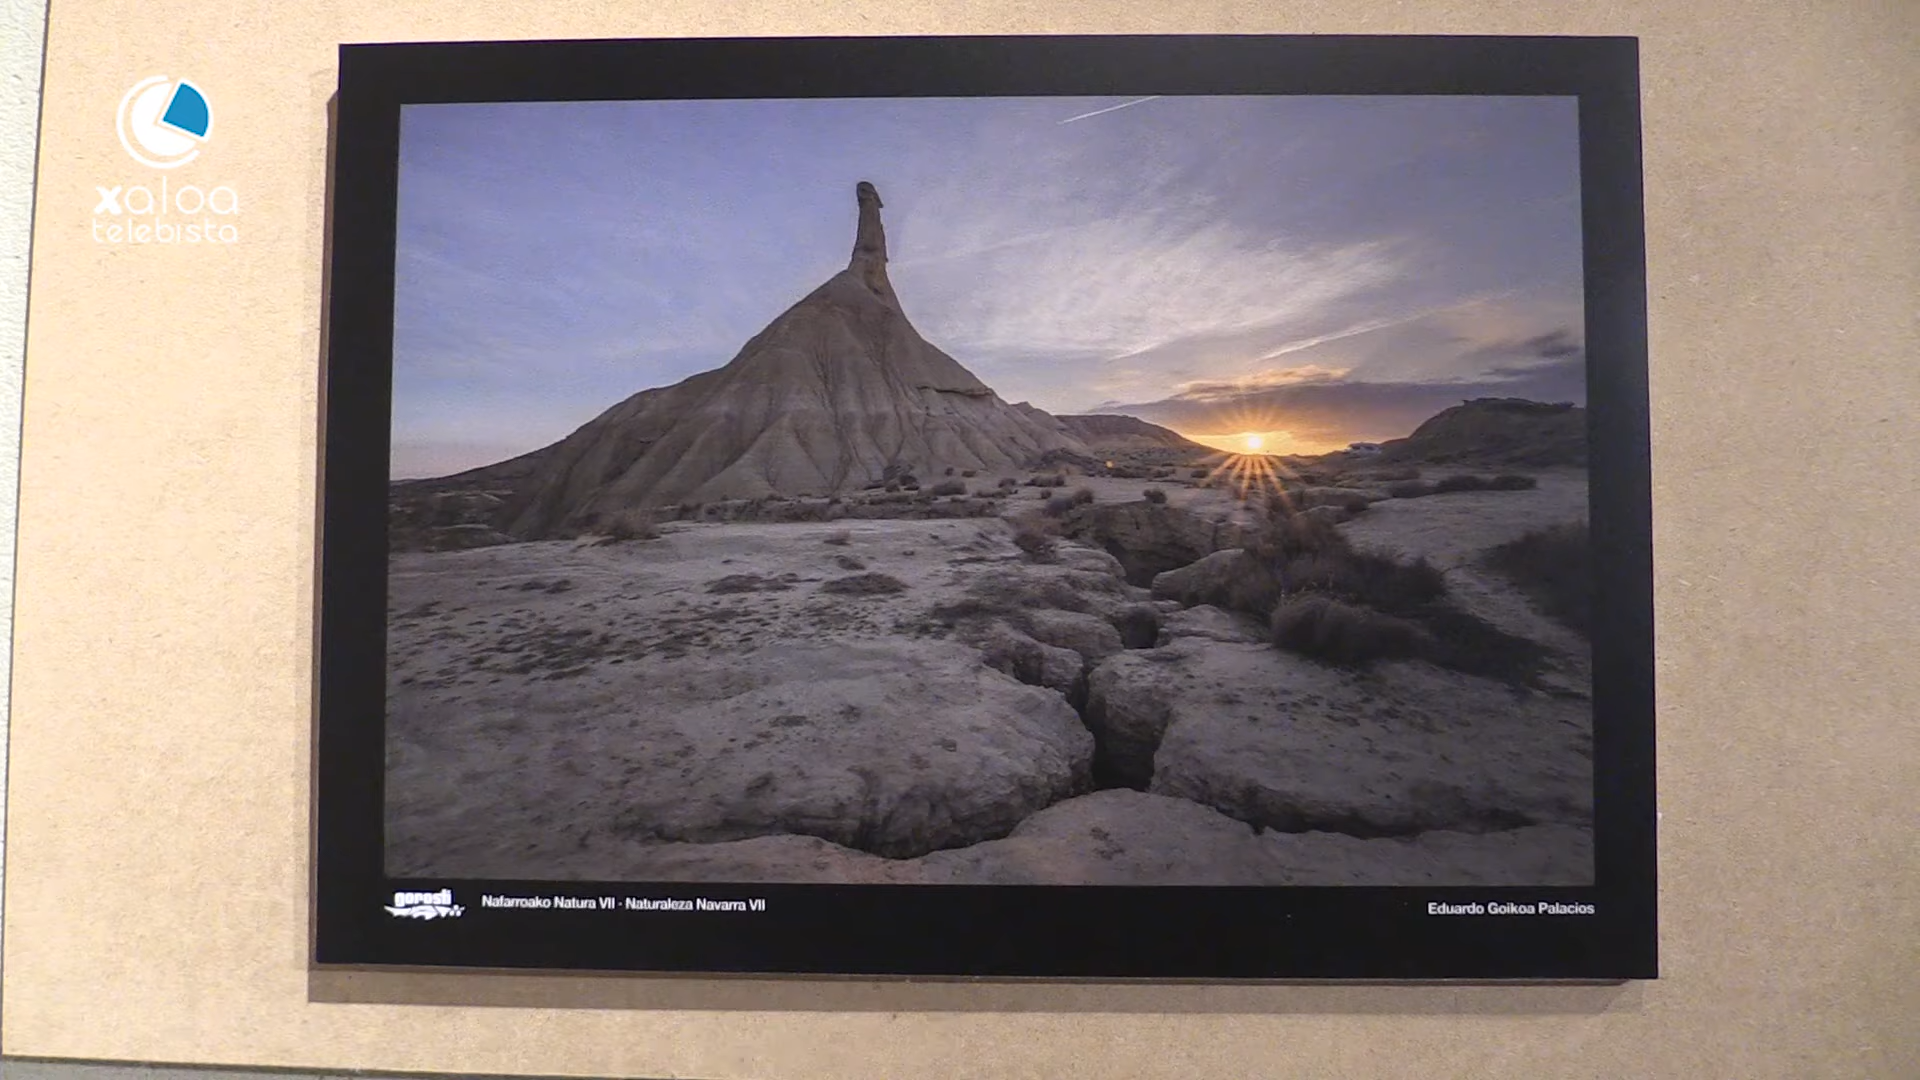 xaloa
telebista
gorosti
Nafarroako Natura VII - Naturaleza Navarra VII
Eduardo Goikoa Palacios